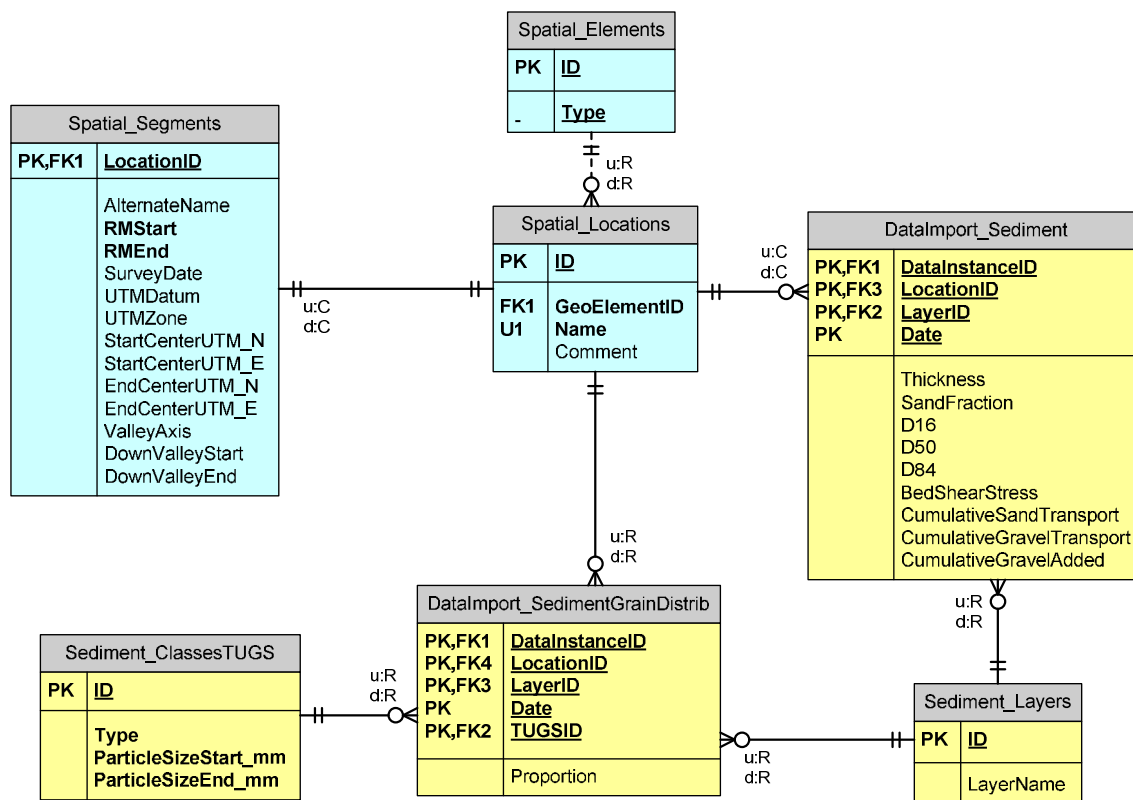 Spatial_Elements
PK ID
- Type
u:R
d:R
Spatial_Segments
PK,FK1 LocationID
AlternateName
RMStart
RMEnd
SurveyDate
UTMDatum
UTMZone
StartCenterUTM_N
StartCenterUTM_E
EndCenterUTM_N
EndCenterUTM_E
ValleyAxis
DownValleyStart
DownValleyEnd
u:C
d:C
Spatial_Locations
PK ID
FK1 GeoElementID
U1 Name
Comment
u:C
d:C
DataImport_Sediment
PK,FK1 DataInstanceID
PK,FK3 LocationID
PK,FK2 LayerID
PK Date
Thickness
SandFraction
D16
D50
D84
BedShearStress
CumulativeSandTransport
CumulativeGravelTransport
CumulativeGravelAdded
u:R
d:R
u:R
d:R
Sediment_ClassesTUGS
PK ID
Type
ParticleSizeStart_mm
ParticleSizeEnd_mm
u:R
d:R
DataImport_SedimentGrainDistrib
PK,FK1 DataInstanceID
PK,FK4 LocationID
PK,FK3 LayerID
PK Date
PK,FK2 TUGSID
Proportion
u:R
d:R
Sediment_Layers
PK ID
LayerName